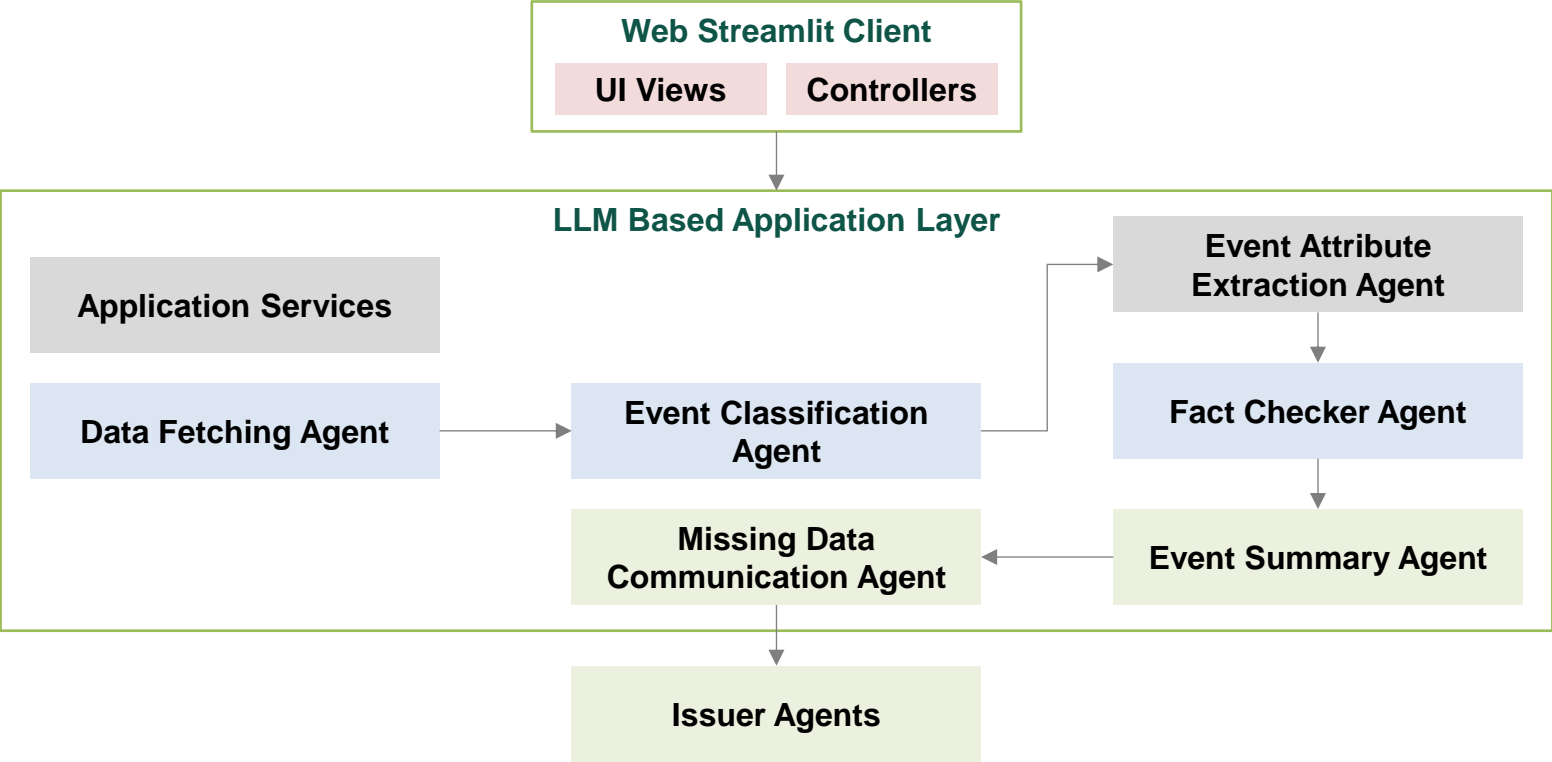 Web Streamlit Client
UI Views
Controllers
LLM Based Application Layer
Application Services
Data Fetching Agent
Event Classification
Agent
Event Attribute
Extraction Agent
Fact Checker Agent
Event Summary Agent
Missing Data
Communication Agent
Issuer Agents